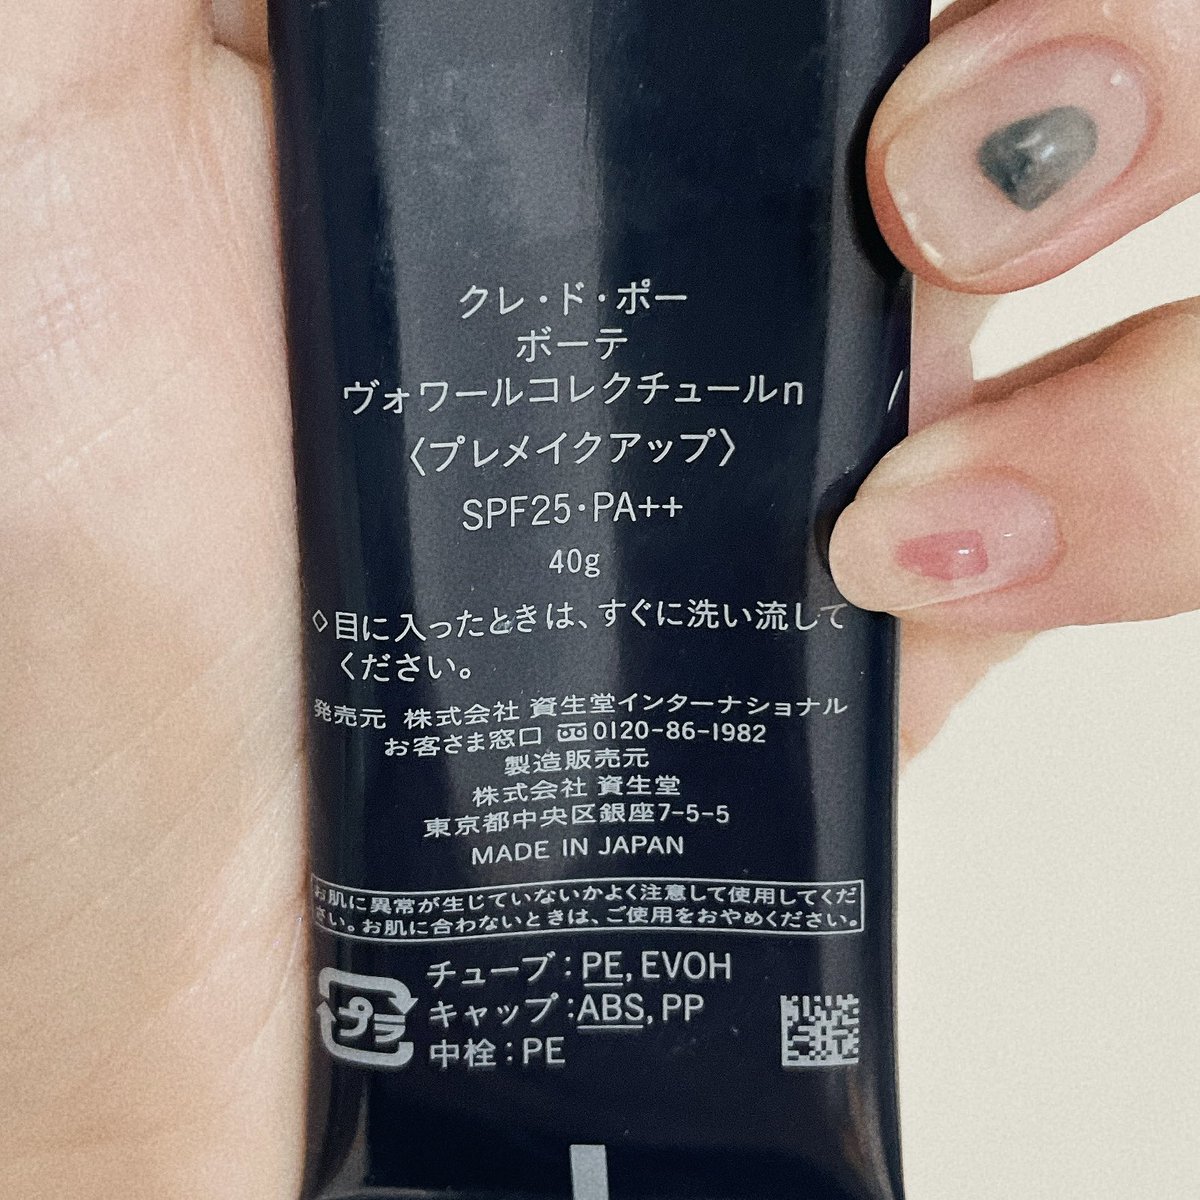 クレ・ド・ポー
ボーテ
ヴォワールコレクチュールn
〈プレメイクアップ〉
SPF25・PA++
40g
◇目に入ったときは、すぐに洗い流して
ください。
発売元 株式会社 資生堂インターナショナル
お客さま窓口 0120-86-1982
製造販売元
株式会社 資生堂
東京都中央区銀座7-5-5
MADE IN JAPAN
お肌に異常が生じていないかよく注意して使用してくだ
さい。お肌に合わないときは、ご使用をおやめください。
プラ
チューブ：PE, EVOH
キャップ：ABS, PP
中栓：PE